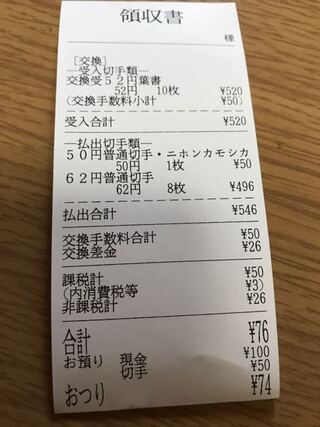 領収書
様
[交換]
―受入切手類―
交換受52円葉書
52円 10枚 ¥520
(交換手数料小計 ¥50)
受入合計 ¥520
―払出切手類―
50円普通切手・ニホンカモシカ
50円 1枚 ¥50
62円普通切手
62円 8枚 ¥496
払出合計 ¥546
交換手数料合計 ¥50
交換差金 ¥26
課税計 ¥50
(内消費税等 ¥3)
非課税計 ¥26
合計 ¥76
お預り 現金 ¥100
切手 ¥50
おつり ¥74